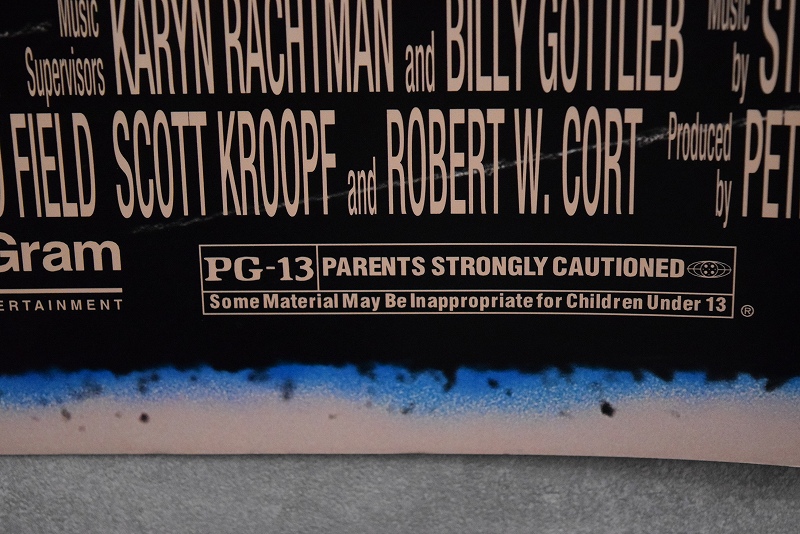 Music Supervisors KARYN RACHTMAN and BILLY GOTTLIEB Music by
FIELD SCOTT KROOPF and ROBERT W. CORT Produced by
Gram
ERTAINMENT
PG-13 PARENTS STRONGLY CAUTIONED
Some Material May Be Inappropriate for Children Under 13 ®